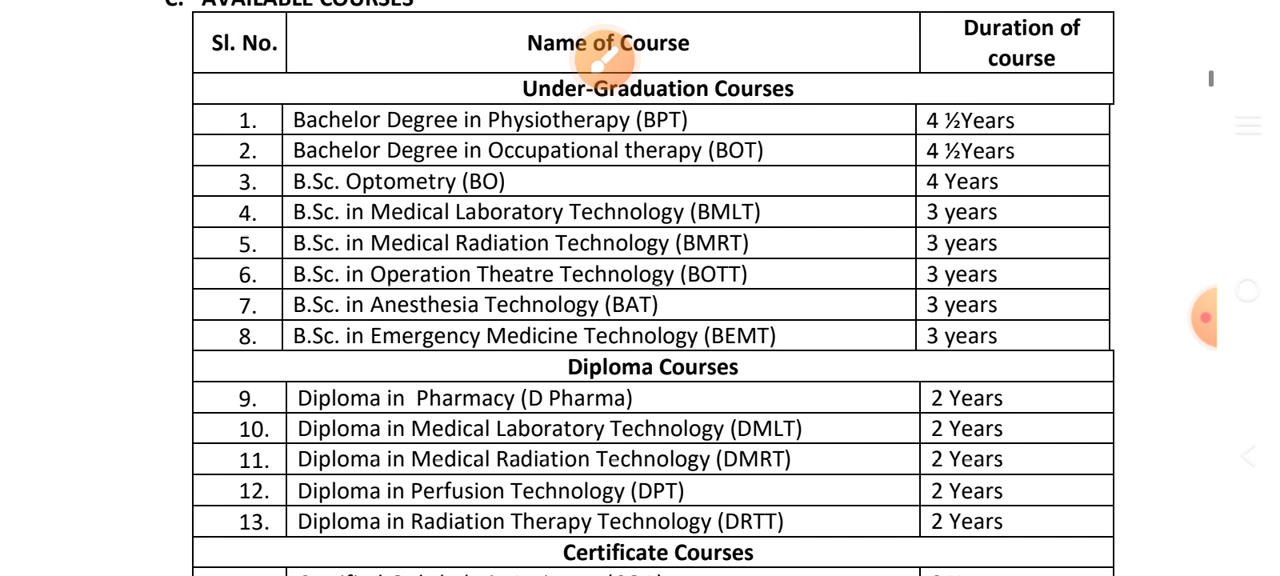 C. AVAILABLE COURSES
Sl. No. Name of Course Duration of course
Under-Graduation Courses
1. Bachelor Degree in Physiotherapy (BPT) 4 ½Years
2. Bachelor Degree in Occupational therapy (BOT) 4 ½Years
3. B.Sc. Optometry (BO) 4 Years
4. B.Sc. in Medical Laboratory Technology (BMLT) 3 years
5. B.Sc. in Medical Radiation Technology (BMRT) 3 years
6. B.Sc. in Operation Theatre Technology (BOTT) 3 years
7. B.Sc. in Anesthesia Technology (BAT) 3 years
8. B.Sc. in Emergency Medicine Technology (BEMT) 3 years
Diploma Courses
9. Diploma in Pharmacy (D Pharma) 2 Years
10. Diploma in Medical Laboratory Technology (DMLT) 2 Years
11. Diploma in Medical Radiation Technology (DMRT) 2 Years
12. Diploma in Perfusion Technology (DPT) 2 Years
13. Diploma in Radiation Therapy Technology (DRTT) 2 Years
Certificate Courses